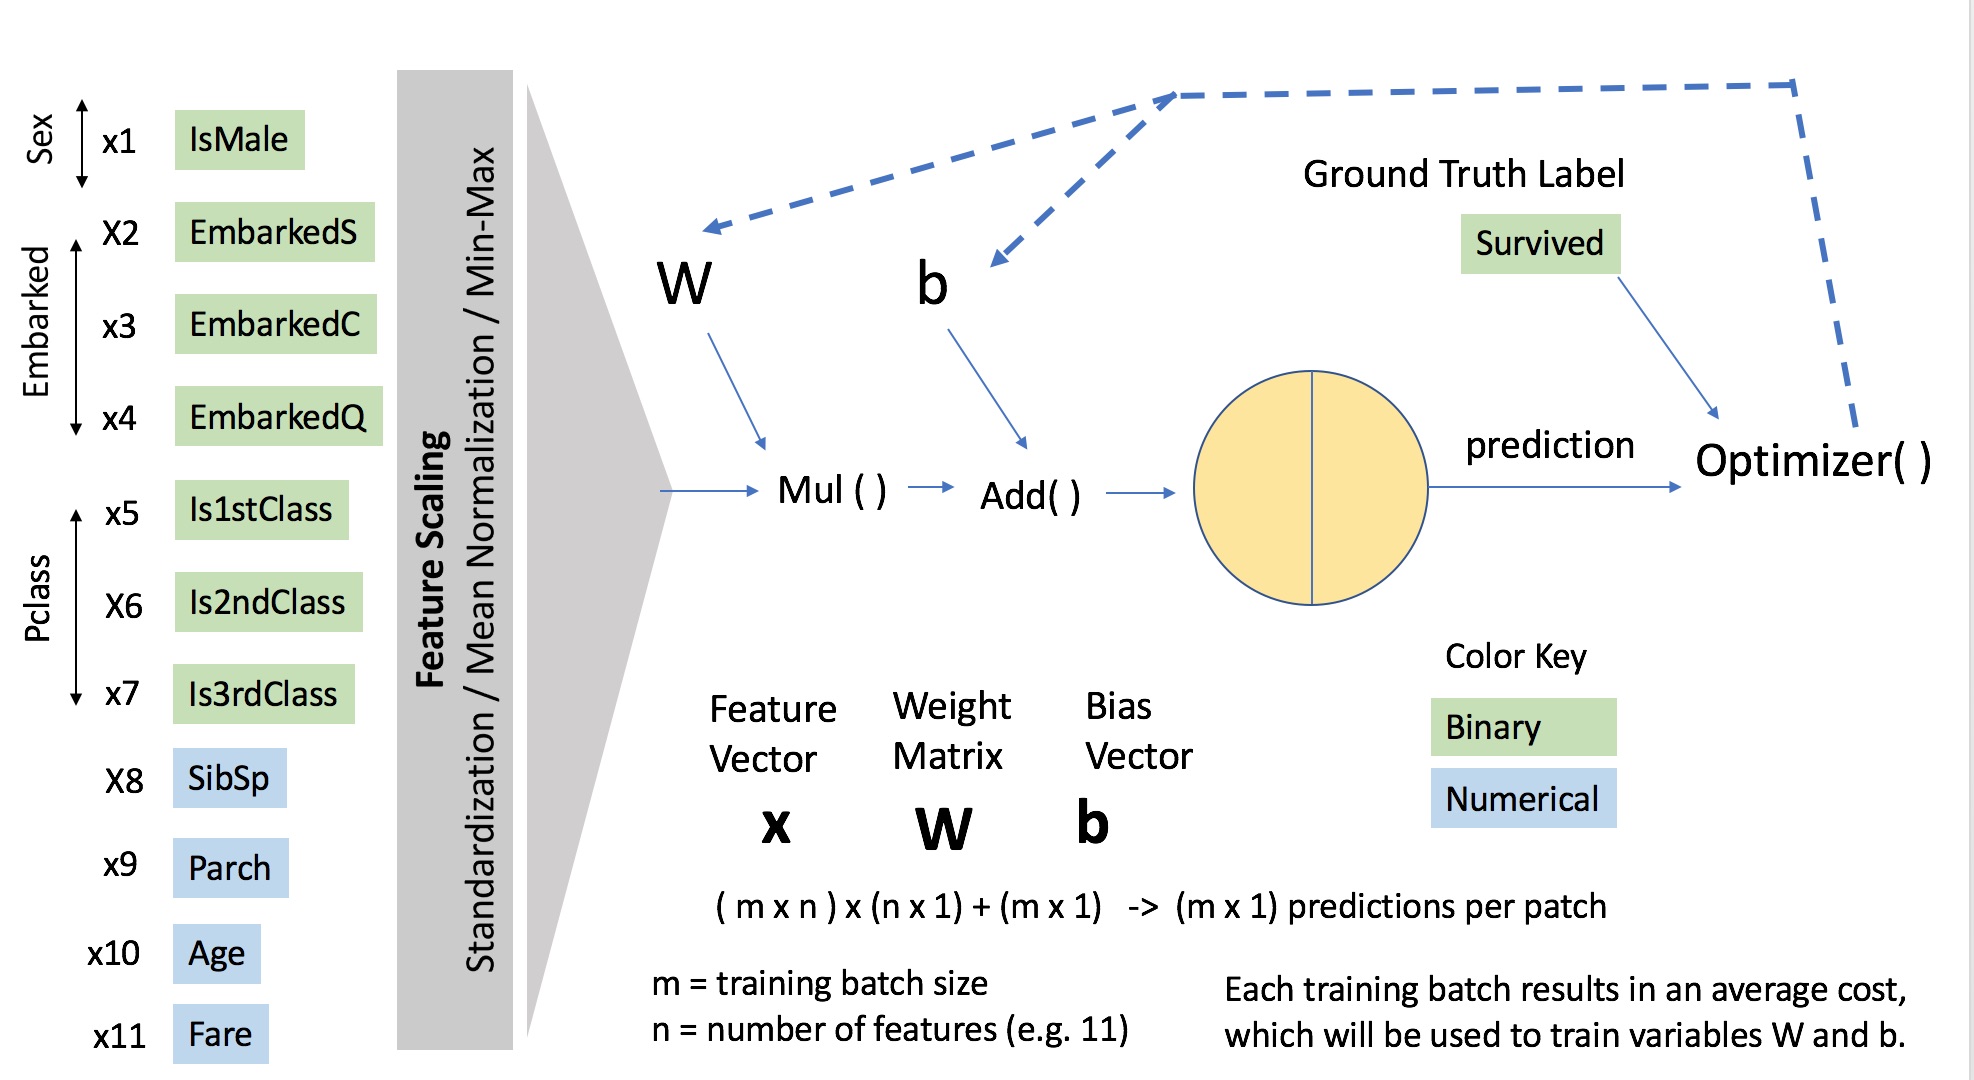 Sex
x1
IsMale
Embarked
X2
EmbarkedS
x3
EmbarkedC
x4
EmbarkedQ
Pclass
x5
Is1stClass
X6
Is2ndClass
x7
Is3rdClass
X8
SibSp
x9
Parch
x10
Age
x11
Fare
Feature Scaling
Standardization / Mean Normalization / Min-Max
W
b
Mul ( )
Add( )
prediction
Ground Truth Label
Survived
Optimizer( )
Color Key
Binary
Numerical
Feature
Vector
x
Weight
Matrix
W
Bias
Vector
b
( m x n ) x (n x 1) + (m x 1) -> (m x 1) predictions per patch
m = training batch size
n = number of features (e.g. 11)
Each training batch results in an average cost,
which will be used to train variables W and b.